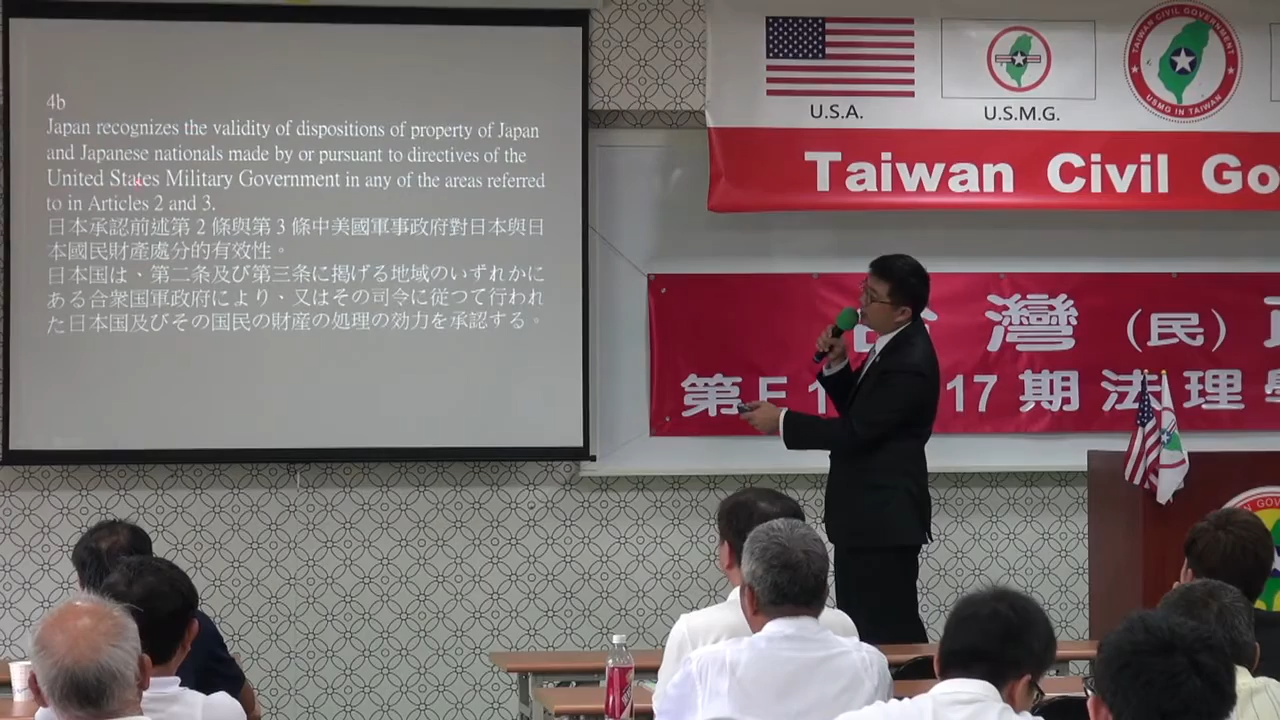 4b
Japan recognizes the validity of dispositions of property of Japan
and Japanese nationals made by or pursuant to directives of the
United States Military Government in any of the areas referred
to in Articles 2 and 3.
日本承認前述第 2 條與第 3 條中美國軍事政府對日本與日
本國民財產處分的有效性。
日本国は、第二条及び第三条に掲げる地域のいずれかに
ある合衆国軍政府により、又はその司令に従つて行われ
た日本国及びその国民の財産の処理の効力を承認する。
U.S.A.
U.S.M.G.
TAIWAN CIVIL GOVERNMENT
USMG IN TAIWAN
Taiwan Civil Go
灣 (民)
第 E 1 17 期 法 理